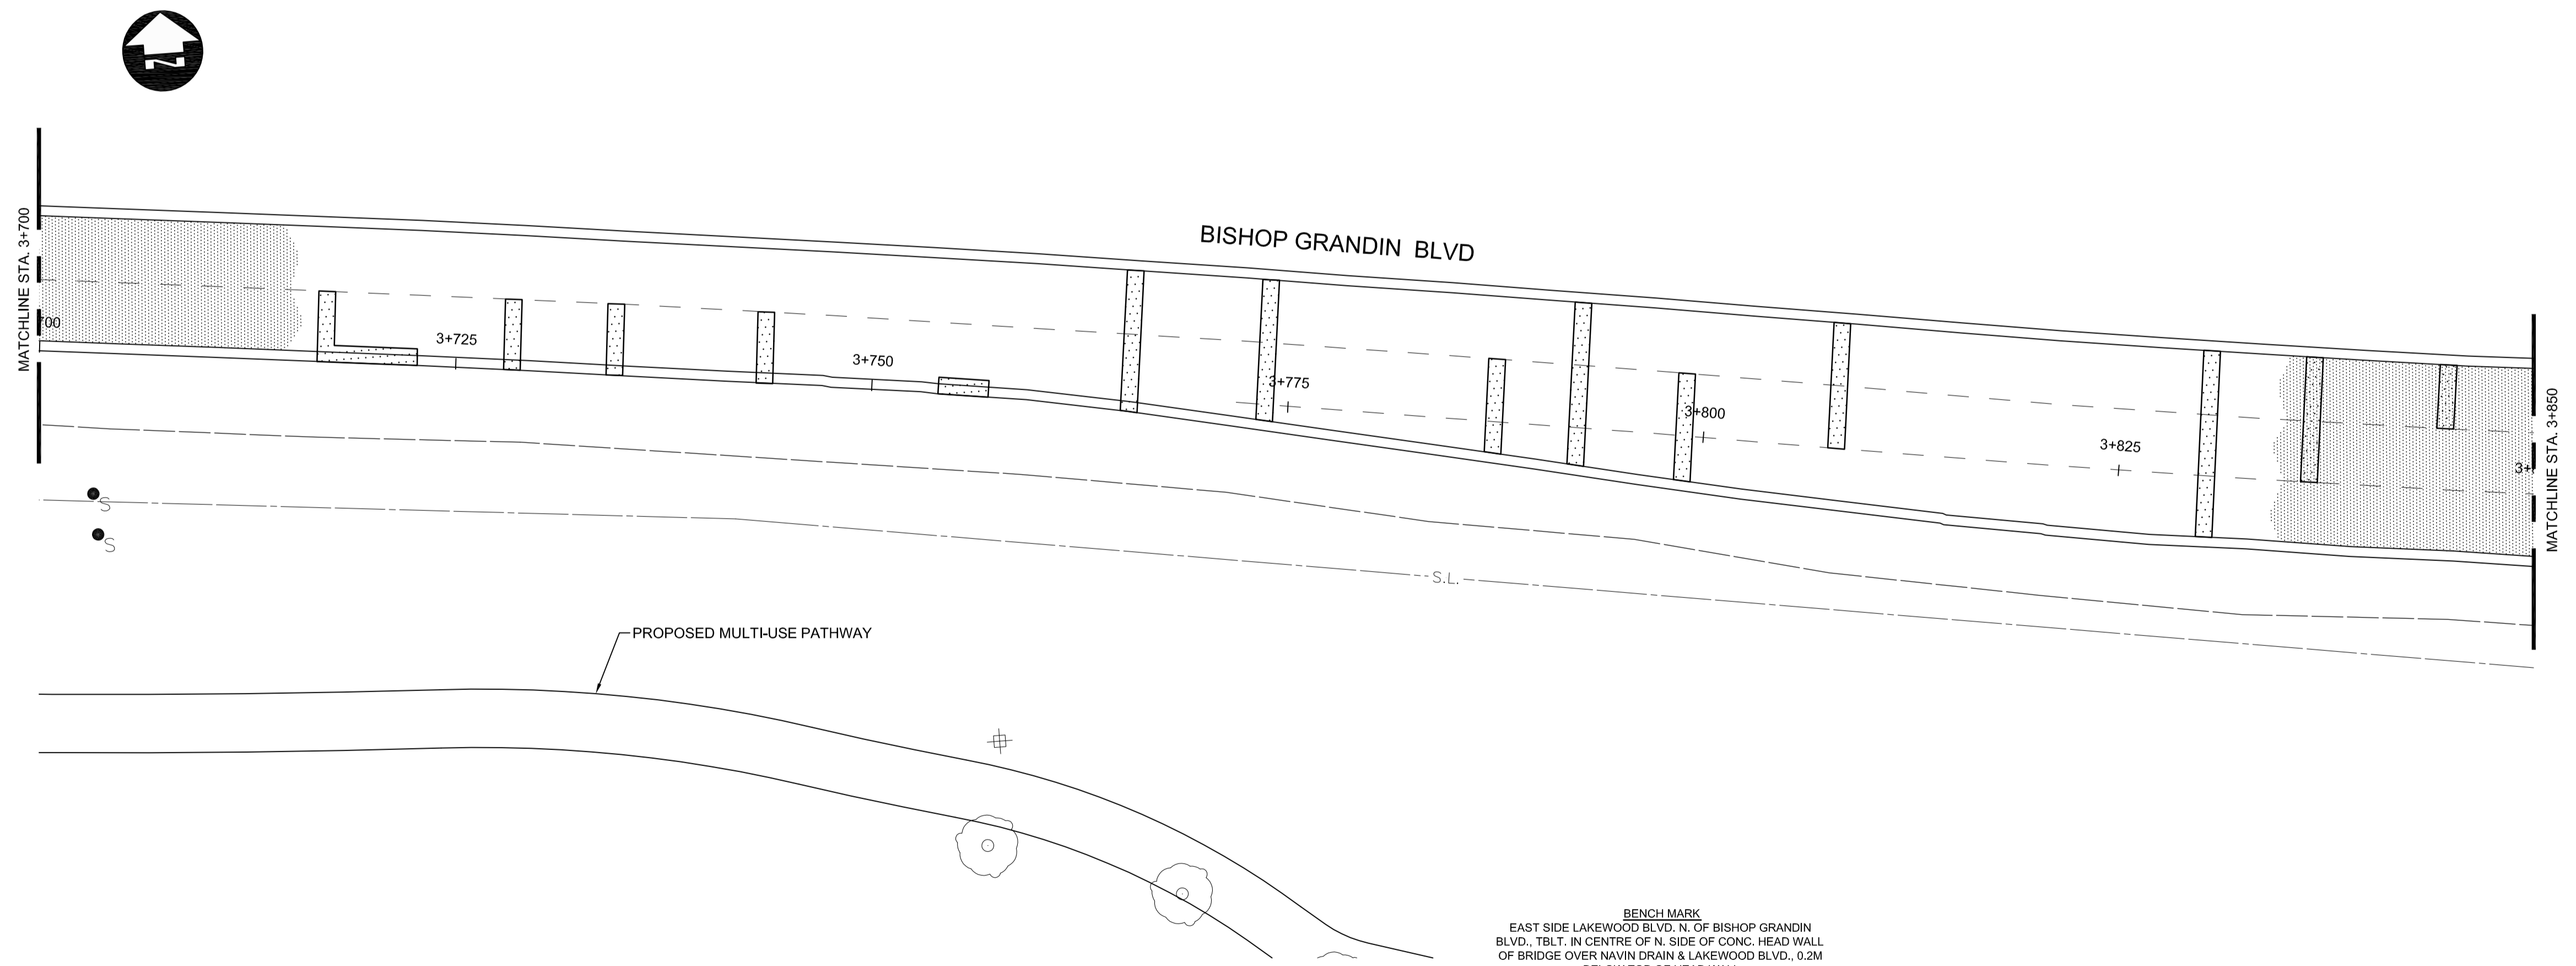 N
BISHOP GRANDIN BLVD
MATCHLINE STA. 3+700
700
3+725
3+750
3+775
3+800
3+825
3+
MATCHLINE STA. 3+850
S
S
S.L.
PROPOSED MULTI-USE PATHWAY
BENCH MARK
EAST SIDE LAKEWOOD BLVD. N. OF BISHOP GRANDIN
BLVD., TBLT. IN CENTRE OF N. SIDE OF CONC. HEAD WALL
OF BRIDGE OVER NAVIN DRAIN & LAKEWOOD BLVD., 0.2M